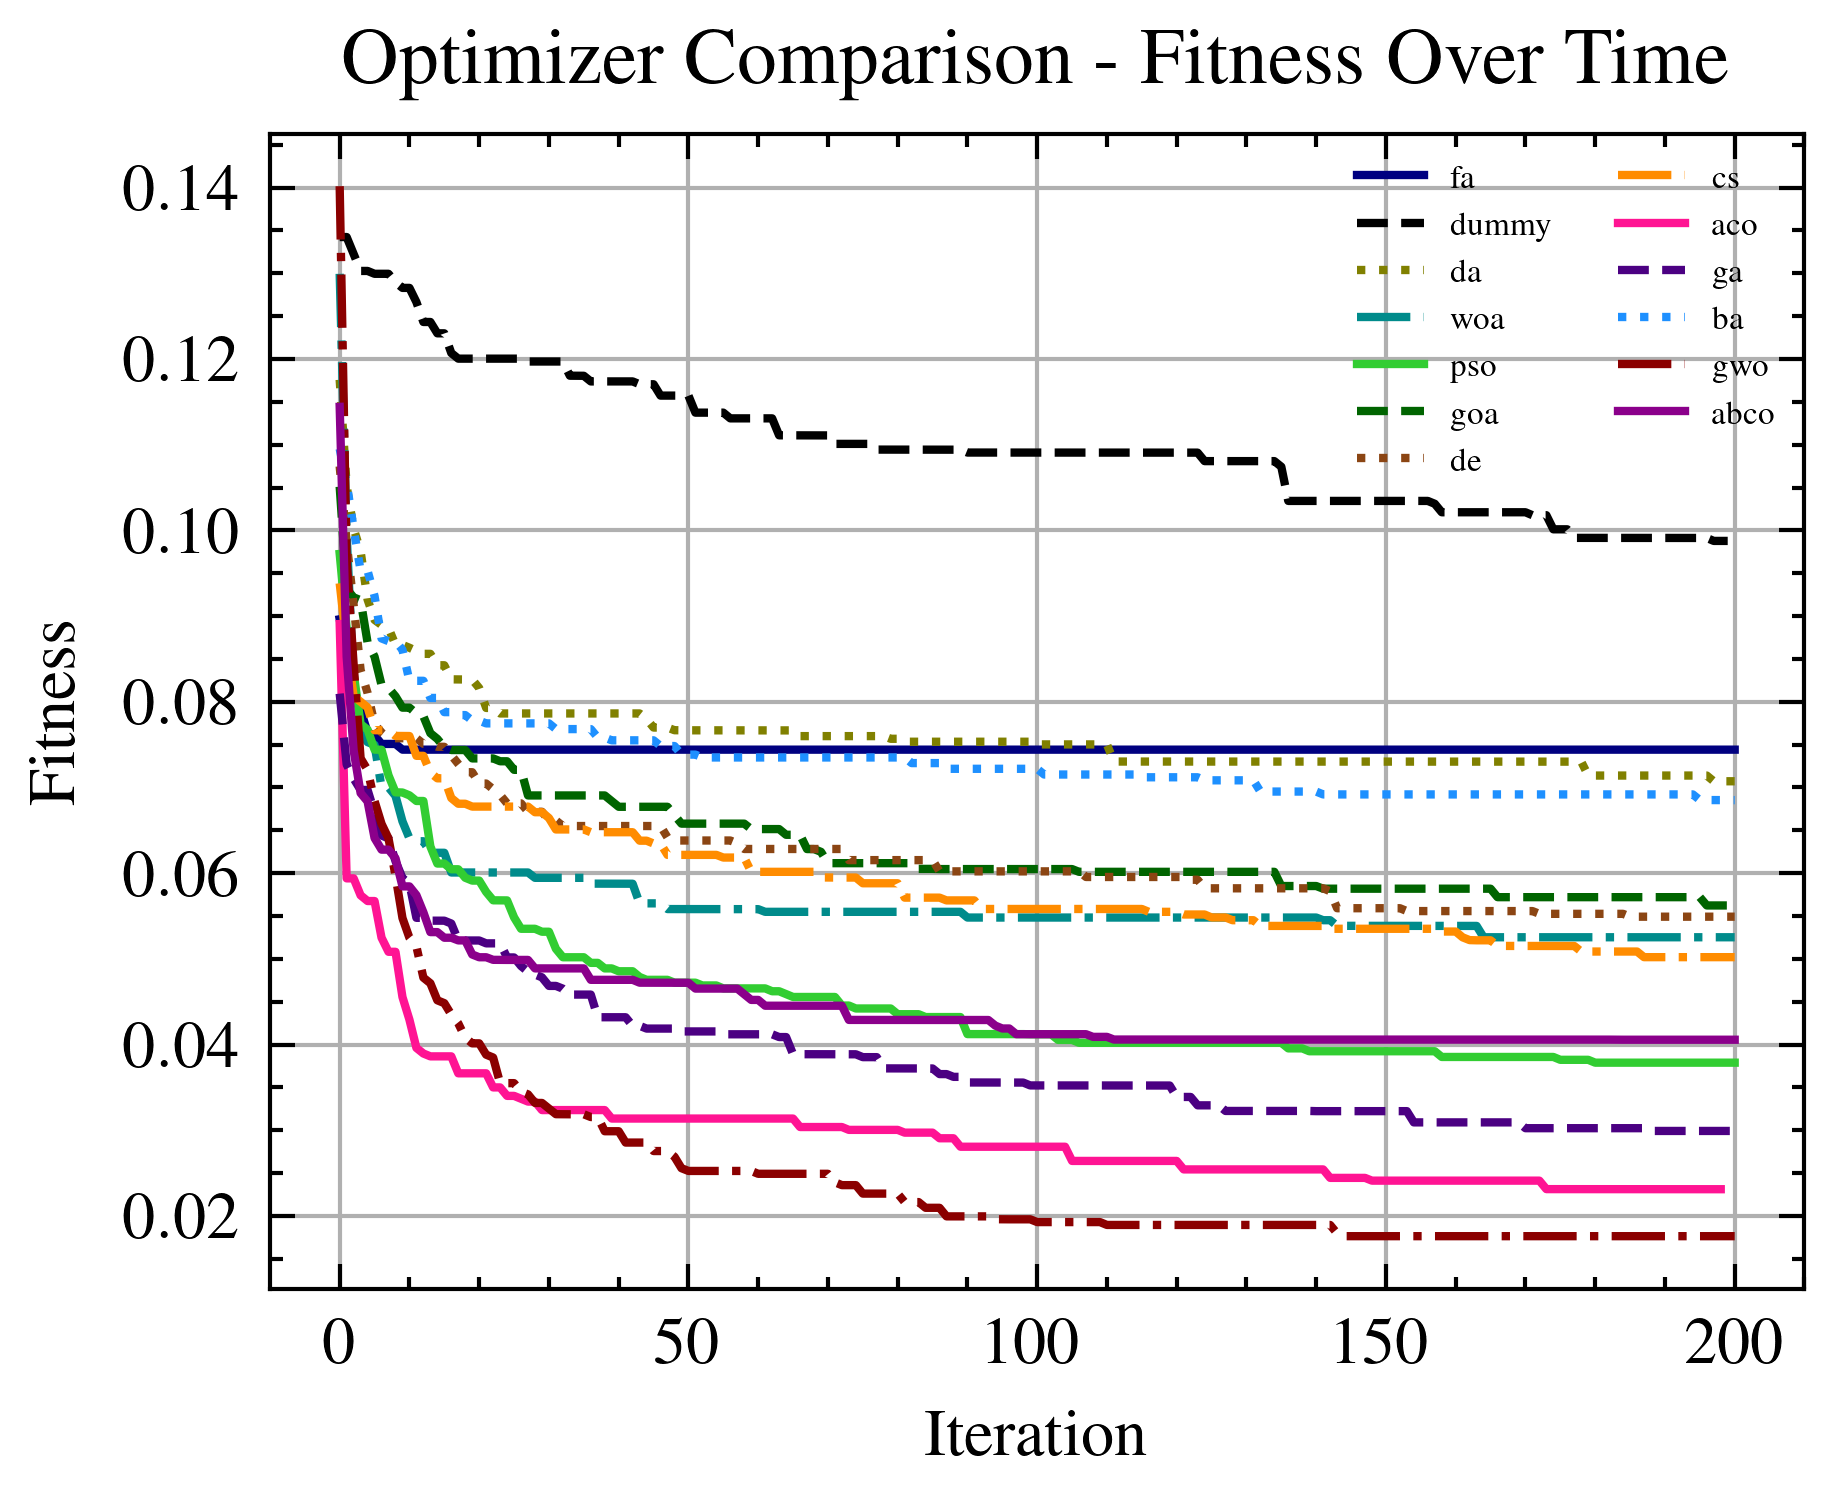 Optimizer Comparison - Fitness Over Time
Fitness
0.14
0.12
0.10
0.08
0.06
0.04
0.02
fa
dummy
da
woa
pso
goa
de
cs
aco
ga
ba
gwo
abco
0 50 100 150 200
Iteration